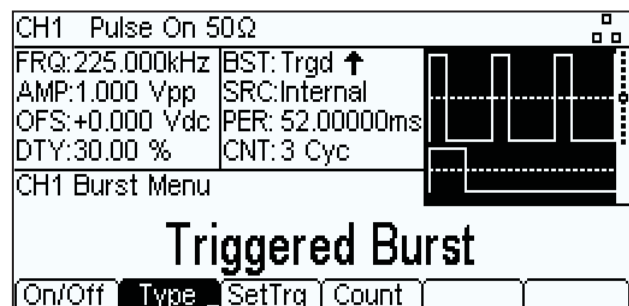 CH1 Pulse On 50Ω
FRQ:225.000kHz BST:Trgd ↑
AMP:1.000 Vpp SRC:Internal
OFS:+0.000 Vdc PER: 52.00000ms
DTY:30.00 % CNT:3 Cyc
CH1 Burst Menu
Triggered Burst
On/Off Type SetTrg Count